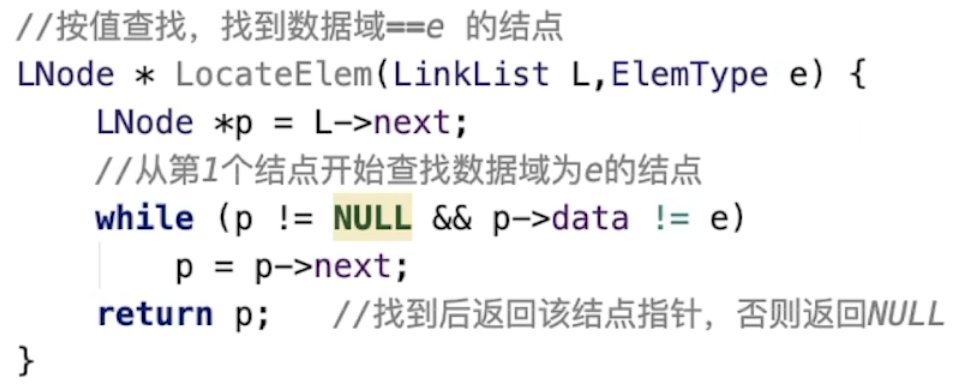 //按值查找，找到数据域==e 的结点
LNode * LocateElem(LinkList L,ElemType e) {
    LNode *p = L->next;
    //从第1个结点开始查找数据域为e的结点
    while (p != NULL && p->data != e)
        p = p->next;
    return p;   //找到后返回该结点指针，否则返回NULL
}